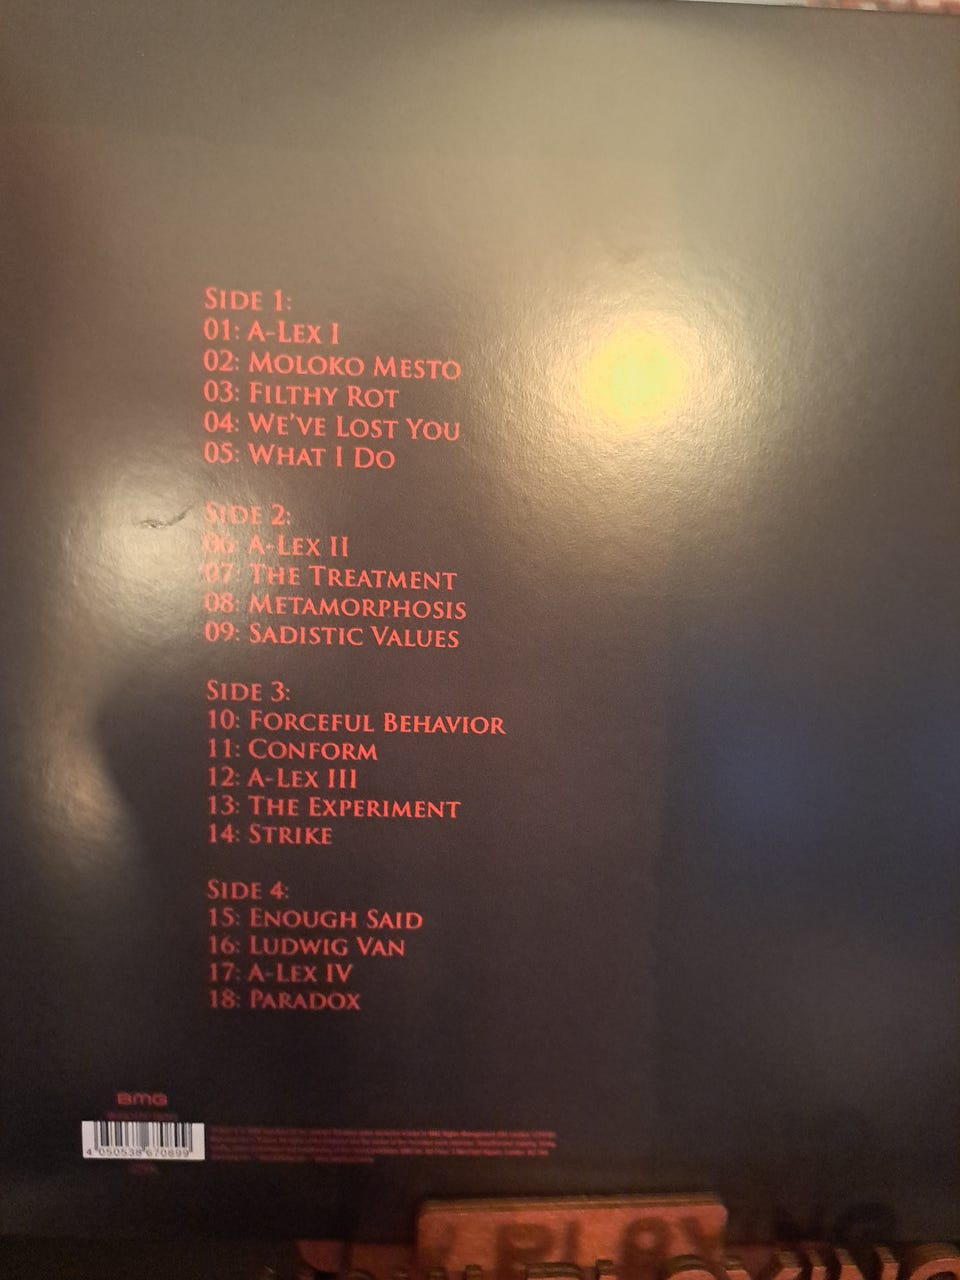 SIDE 1:
01: A-LEX I
02: MOLOKO MESTO
03: FILTHY ROT
04: WE'VE LOST YOU
05: WHAT I DO
SIDE 2:
06: A-LEX II
07: THE TREATMENT
08: METAMORPHOSIS
09: SADISTIC VALUES
SIDE 3:
10: FORCEFUL BEHAVIOR
11: CONFORM
12: A-LEX III
13: THE EXPERIMENT
14: STRIKE
SIDE 4:
15: ENOUGH SAID
16: LUDWIG VAN
17: A-LEX IV
18: PARADOX
BMG
4 050538 670899
PLAYING